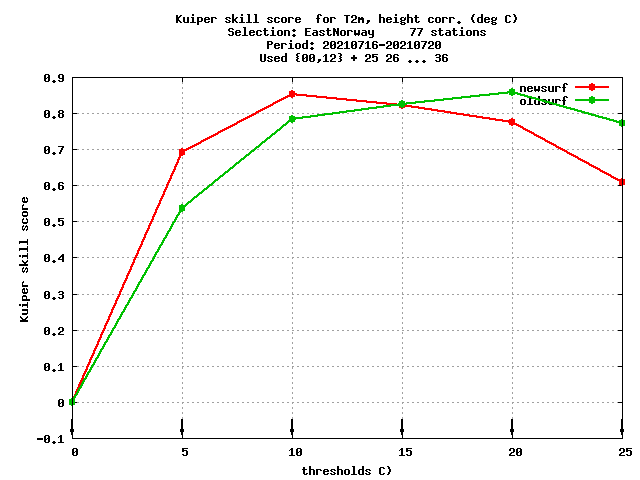 Kuiper skill score  for T2m, height corr. (deg C)
Selection: EastNorway     77 stations
Period: 20210716-20210720
Used {00,12} + 25 26 ... 36
newsurf
oldsurf
0.9
0.8
0.7
0.6
0.5
0.4
0.3
0.2
0.1
0
-0.1
Kuiper skill score
0 5 10 15 20 25
thresholds C)